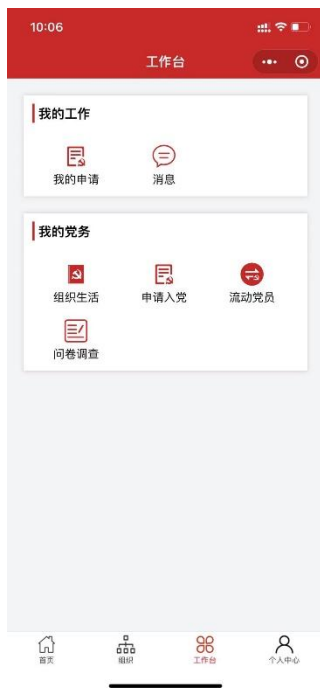 10:06
工作台
我的工作
我的申请 消息
我的党务
组织生活 申请入党 流动党员
问卷调查
首页 组织 工作台 个人中心